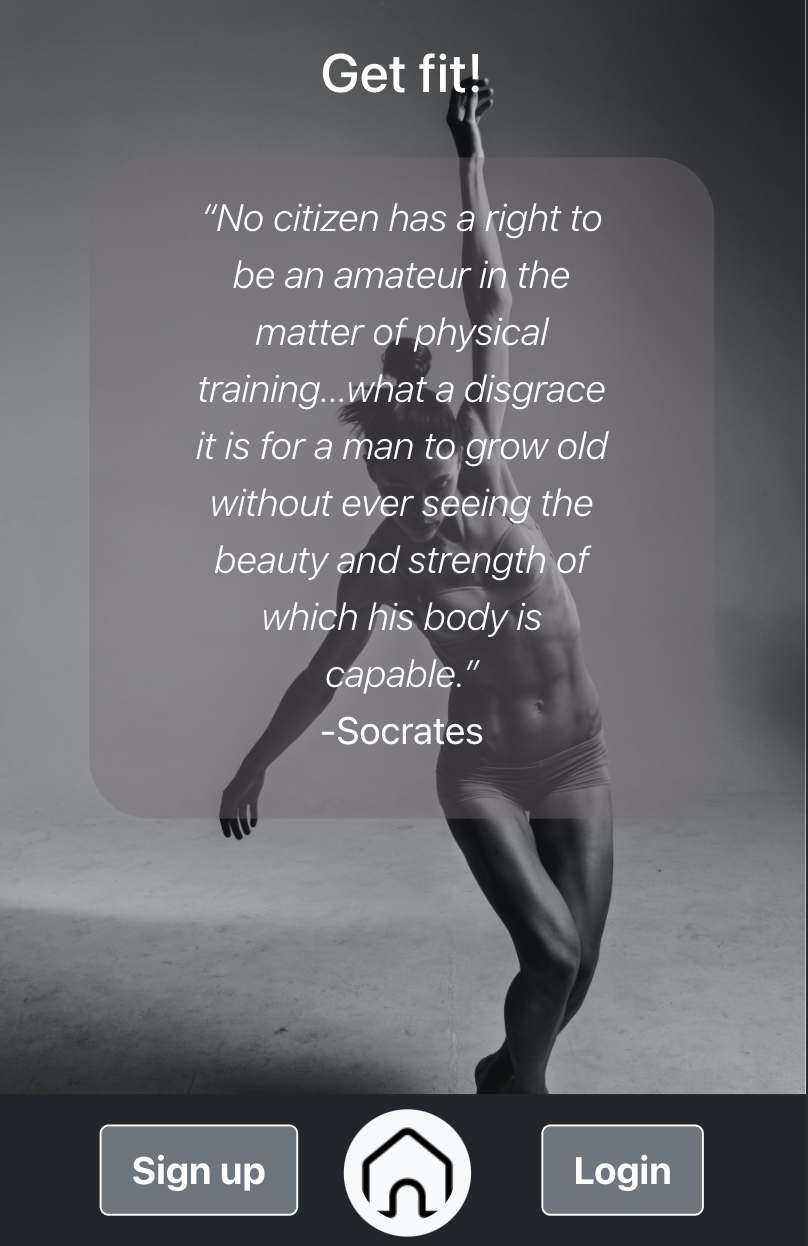 Get fit!
“No citizen has a right to
be an amateur in the
matter of physical
training...what a disgrace
it is for a man to grow old
without ever seeing the
beauty and strength of
which his body is
capable.”
-Socrates
Sign up
Login